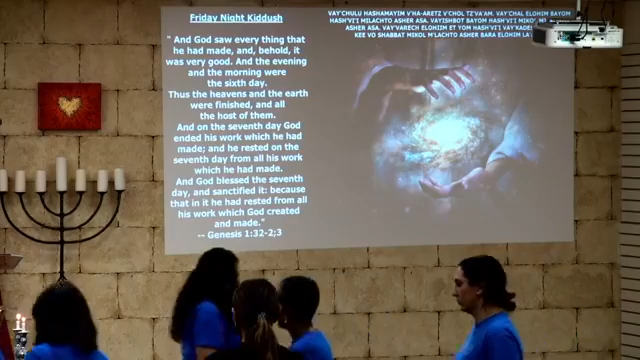 Friday Night Kiddush
" And God saw every thing that
he had made, and, behold, it
was very good. And the evening
and the morning were
the sixth day.
Thus the heavens and the earth
were finished, and all
the host of them.
And on the seventh day God
ended his work which he had
made; and he rested on the
seventh day from all his work
which he had made.
And God blessed the seventh
day, and sanctified it: because
that in it he had rested from all
his work which God created
and made."
-- Genesis 1:32-2;3
VAY'CHULU HASHAMAYIM V'HA-ARETZ V'CHOL TZ'VA'AM. VAY'CHAL ELOHIM BAYOM
HASH'VI'I MILACHTO ASHER ASA. VAYISHBOT BAYOM HASH'VI'I MIKOL
ASHER ASA. VAY'VARECH ELOHIM ET YOM HASH'VI'I
KEE VO SHABBAT MIKOL M'LACHTO ASHER BARA ELOHIM